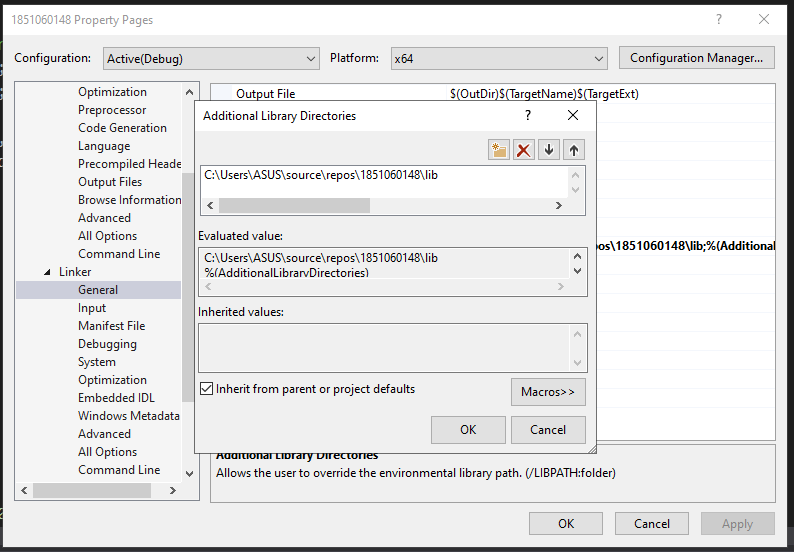 1851060148 Property Pages
?
Configuration: Active(Debug) Platform: x64 Configuration Manager...
Optimization
Preprocessor
Code Generation
Language
Precompiled Heade
Output Files
Browse Information
Advanced
All Options
Command Line
Linker
General
Input
Manifest File
Debugging
System
Optimization
Embedded IDL
Windows Metadata
Advanced
All Options
Command Line
Output File $(OutDir)$(TargetName)$(TargetExt)
pos\1851060148\lib;%(Additional
Additional Library Directories
?
C:\Users\ASUS\source\repos\1851060148\lib
Evaluated value:
C:\Users\ASUS\source\repos\1851060148\lib
%(AdditionalLibraryDirectories)
Inherited values:
Inherit from parent or project defaults
Macros>>
OK Cancel
Additional Library Directories
Allows the user to override the environmental library path. (/LIBPATH:folder)
OK Cancel Apply